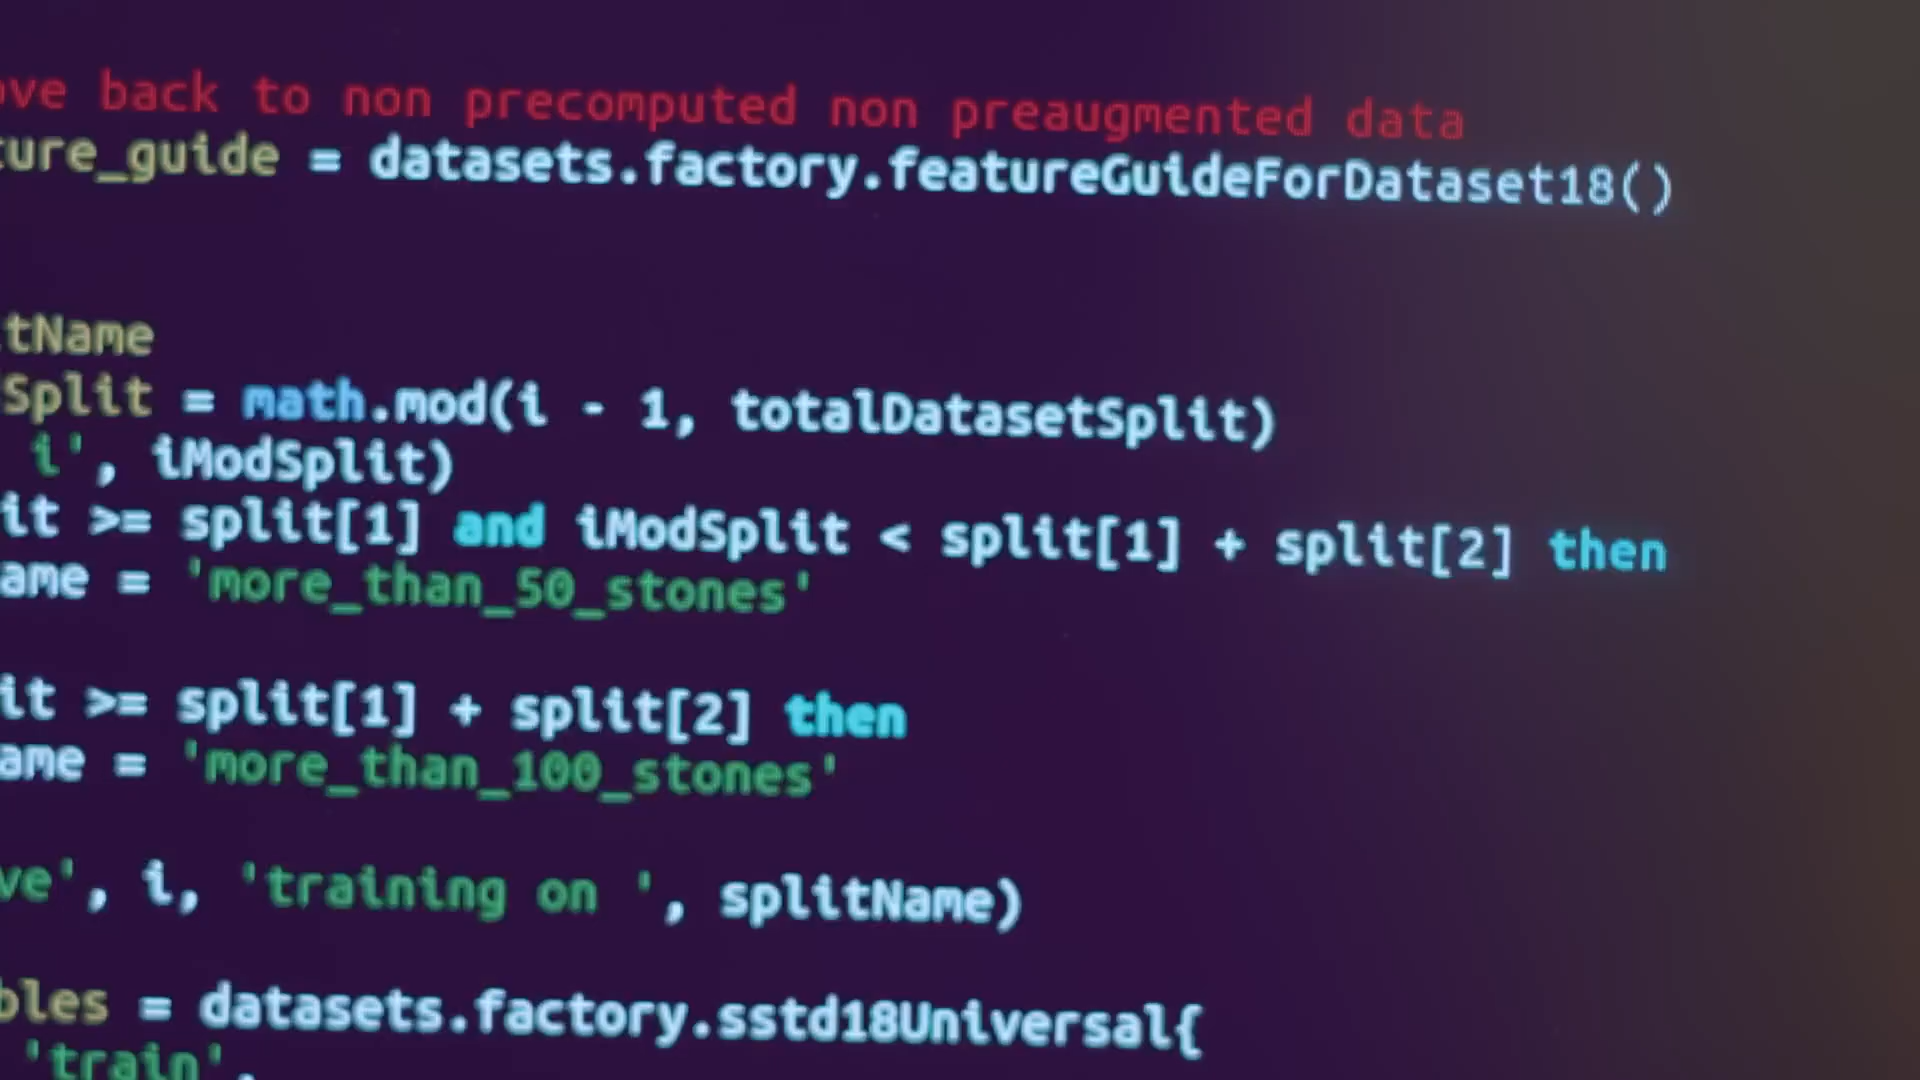 ve back to non precomputed non preaugmented data
ture_guide = datasets.factory.featureGuideForDataset18()
tName
Split = math.mod(i - 1, totalDatasetSplit)
i', iModSplit)
it >= split[1] and iModSplit < split[1] + split[2] then
ame = 'more_than_50_stones'
it >= split[1] + split[2] then
ame = 'more_than_100_stones'
ve', i, 'training on ', splitName)
bles = datasets.factory.sstd18Universal{
'train',